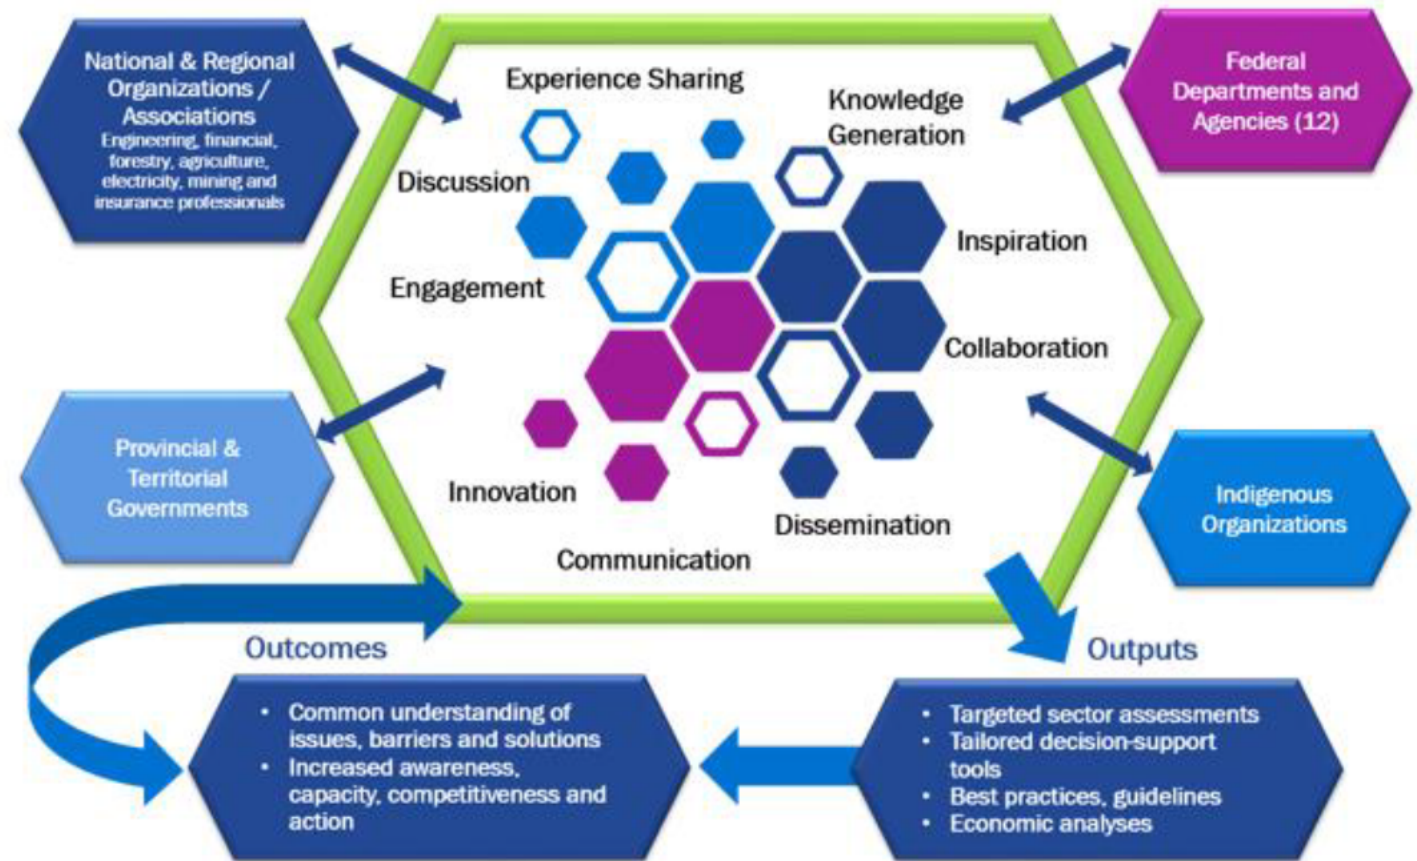 National & Regional
Organizations /
Associations
Engineering, financial,
forestry, agriculture,
electricity, mining and
insurance professionals
Experience Sharing
Knowledge
Generation
Federal
Departments and
Agencies (12)
Discussion
Inspiration
Engagement
Collaboration
Provincial &
Territorial
Governments
Innovation
Dissemination
Communication
Indigenous
Organizations
Outcomes
• Common understanding of
issues, barriers and solutions
• Increased awareness,
capacity, competitiveness and
action
Outputs
• Targeted sector assessments
• Tailored decision-support
tools
• Best practices, guidelines
• Economic analyses